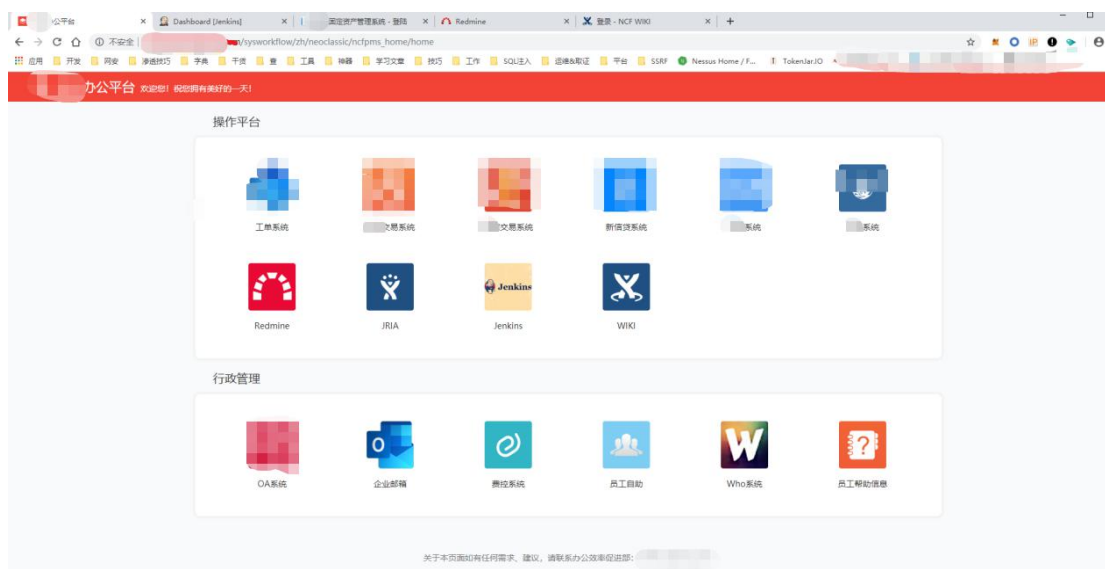 公平台 Dashboard [Jenkins] 固定资产管理系统 - 登陆 Redmine 登录 - NCF WIKI
不安全 /sysworkflow/zh/neoclassic/ncfpms_home/home
应用 开发 网安 渗透技巧 字典 干货 查 工具 神器 学习文章 技巧 工作 SQL注入 运维&取证 平台 SSRF Nessus Home / F... TokenJar.IO
办公平台 欢迎您！祝您拥有美好的一天！
操作平台
工单系统 交易系统 交易系统 新信贷系统 系统 系统
Redmine JRIA Jenkins WIKI
行政管理
OA系统 企业邮箱 费控系统 员工自助 Who系统 员工帮助信息
关于本页面如有任何需求、建议，请联系办公效率促进部：